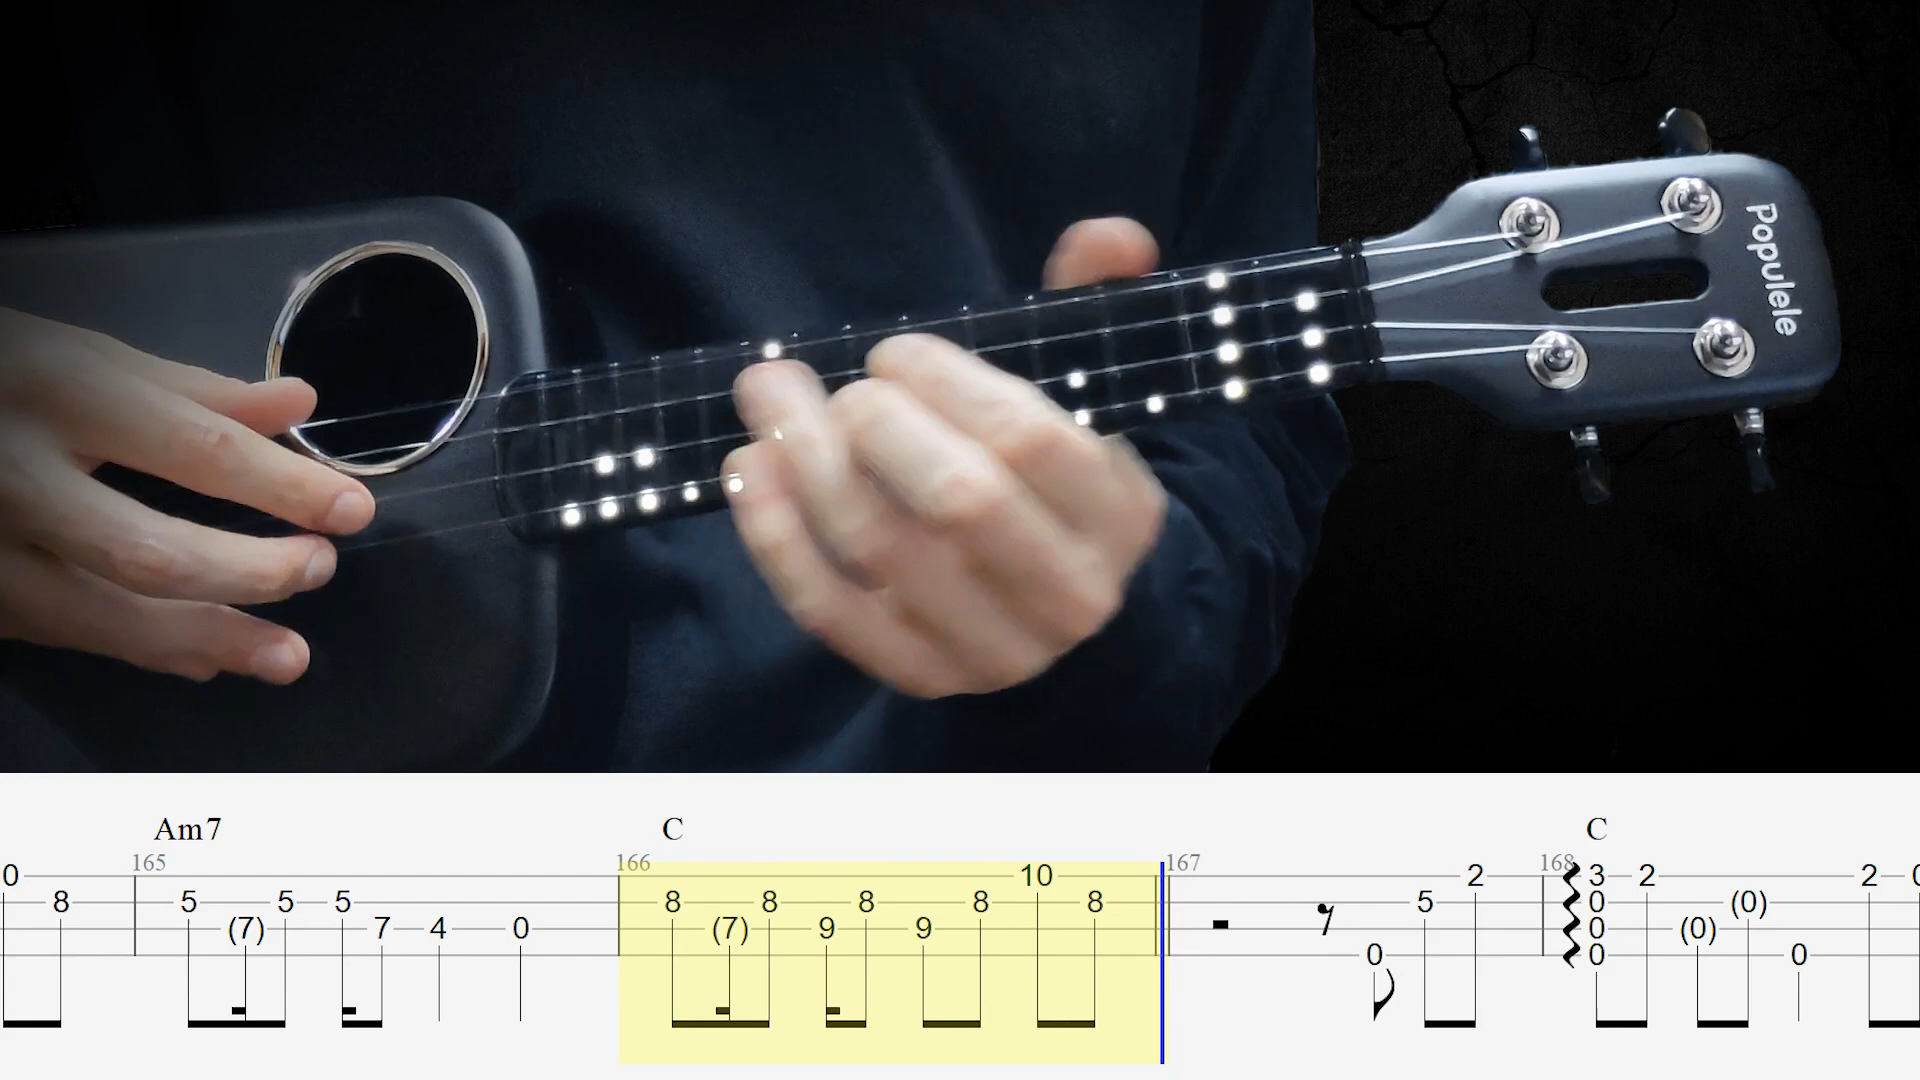 Populele
Am7 C C
165 166 167 168
0 10 2 3 2 2 0
8 5 5 5 8 8 8 8 8 5 0 (0)
(7) 7 4 0 (7) 9 9 0 (0)
0 0 0